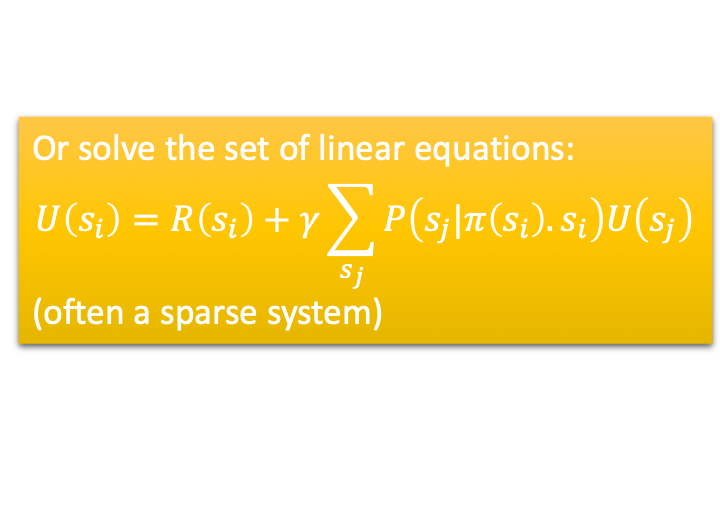 Or solve the set of linear equations:
U(s_i) = R(s_i) + γ ∑_{s_j} P(s_j|π(s_i). s_i)U(s_j)
(often a sparse system)